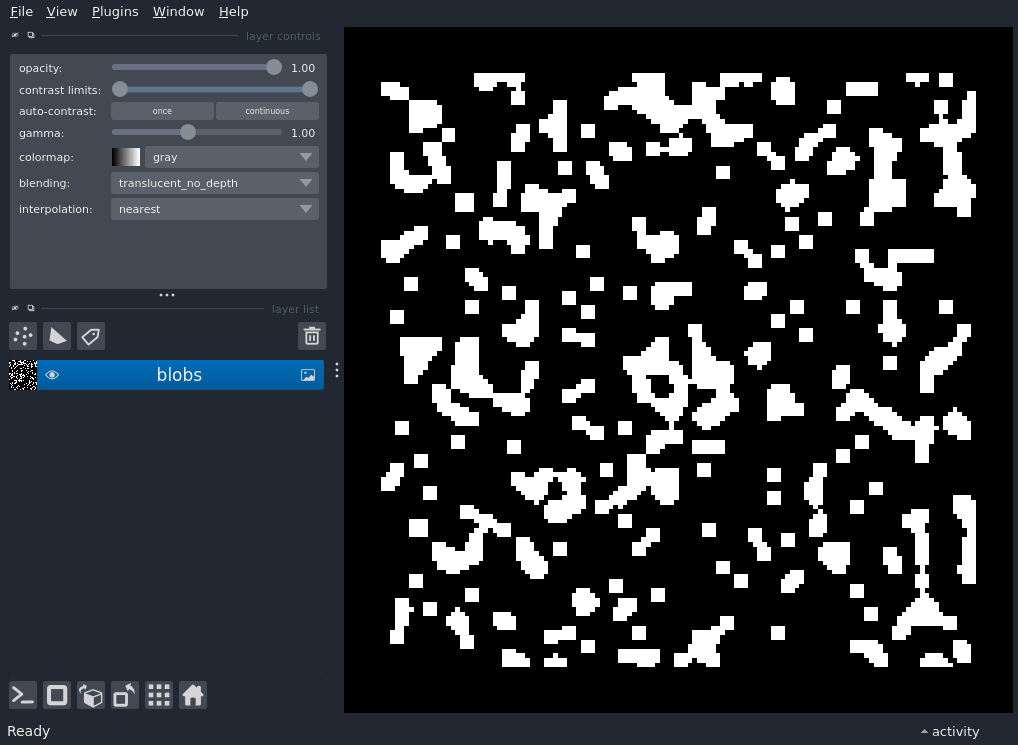 File View Plugins Window Help
layer controls
opacity: 1.00
contrast limits:
auto-contrast: once continuous
gamma: 1.00
colormap: gray
blending: translucent_no_depth
interpolation: nearest
layer list
blobs
Ready
activity